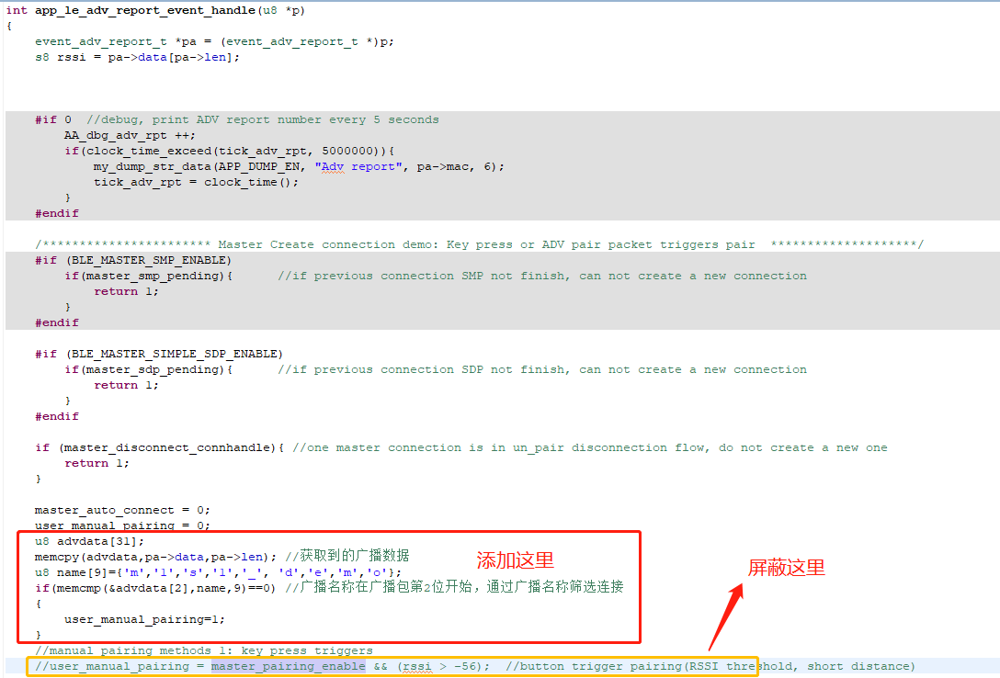 int app_le_adv_report_event_handle(u8 *p)
{
event_adv_report_t *pa = (event_adv_report_t *)p;
s8 rssi = pa->data[pa->len];
#if 0 //debug, print ADV report number every 5 seconds
AA_dbg_adv_rpt ++;
if(clock_time_exceed(tick_adv_rpt, 5000000)){
my_dump_str_data(APP_DUMP_EN, "Adv report", pa->mac, 6);
tick_adv_rpt = clock_time();
}
#endif
/*********************** Master Create connection demo: Key press or ADV pair packet triggers pair ********************/
#if (BLE_MASTER_SMP_ENABLE)
if(master_smp_pending){ //if previous connection SMP not finish, can not create a new connection
return 1;
}
#endif
#if (BLE_MASTER_SIMPLE_SDP_ENABLE)
if(master_sdp_pending){ //if previous connection SDP not finish, can not create a new connection
return 1;
}
#endif
if (master_disconnect_connhandle){ //one master connection is in un_pair disconnection flow, do not create a new one
return 1;
}
master_auto_connect = 0;
user_manual_pairing = 0;
u8 advdata[31];
memcpy(advdata,pa->data,pa->len); //获取到的广播数据
添加这里
u8 name[9]={'m','1','s','1','_', 'd','e','m','o'};
屏蔽这里
if(memcmp(&advdata[2],name,9)==0) //广播名称在广播包第2位开始，通过广播名称筛选连接
{
user_manual_pairing=1;
}
//manual pairing methods 1: key press triggers
//user_manual_pairing = master_pairing_enable && (rssi > -56); //button trigger pairing(RSSI threshold, short distance)